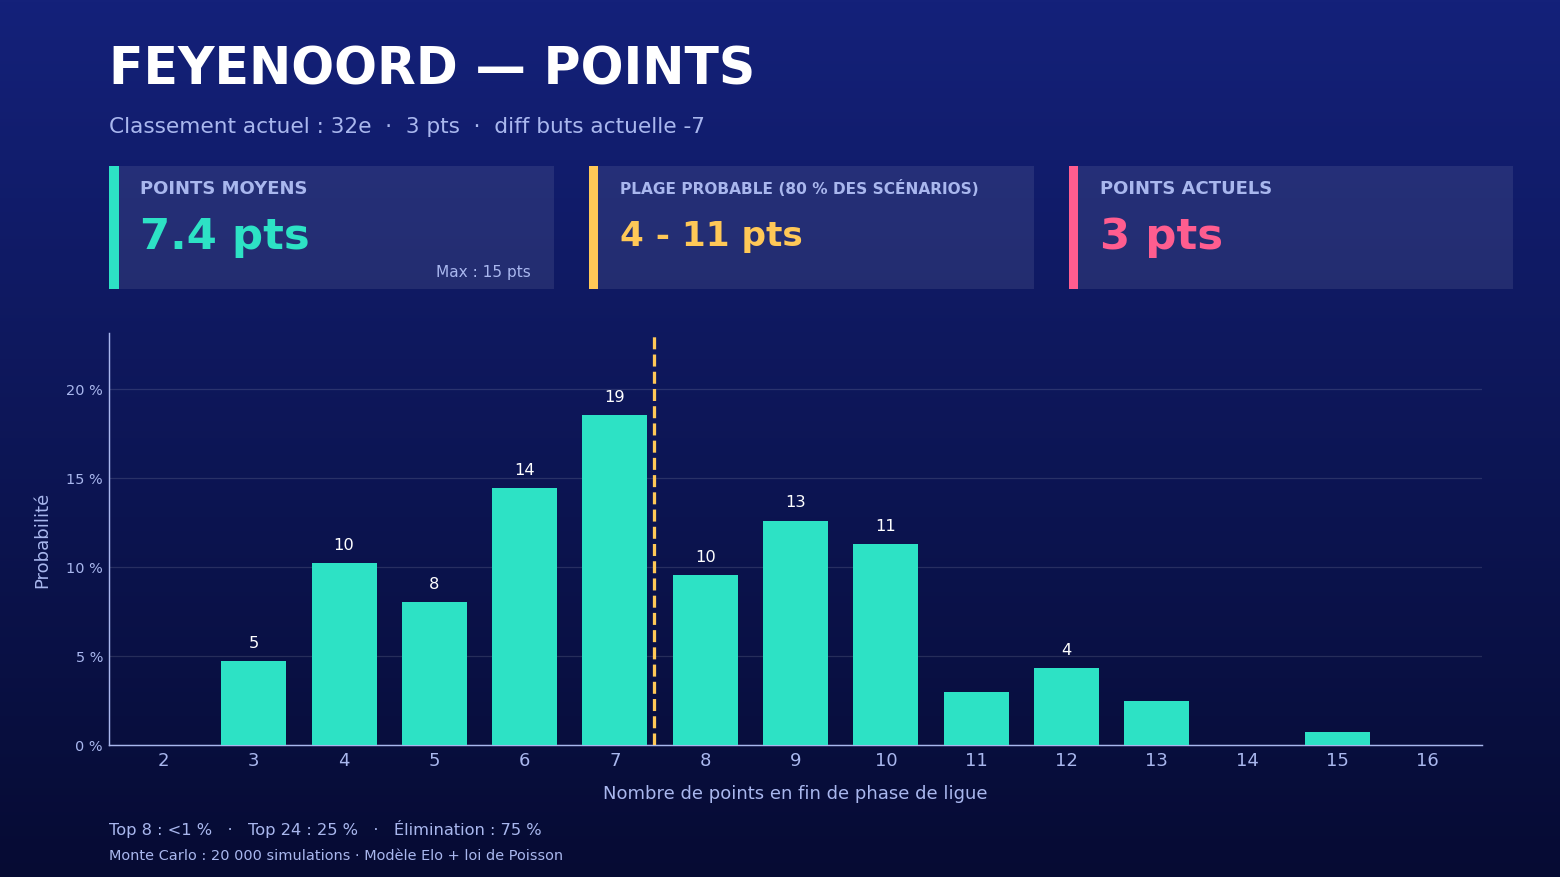 FEYENOORD — POINTS
Classement actuel : 32e · 3 pts · diff buts actuelle -7
POINTS MOYENS
7.4 pts
Max : 15 pts
PLAGE PROBABLE (80 % DES SCÉNARIOS)
4 - 11 pts
POINTS ACTUELS
3 pts
Probabilité
20 %
15 %
10 %
5 %
0 %
5
10
8
14
19
10
13
11
4
2 3 4 5 6 7 8 9 10 11 12 13 14 15 16
Nombre de points en fin de phase de ligue
Top 8 : <1 % · Top 24 : 25 % · Élimination : 75 %
Monte Carlo : 20 000 simulations · Modèle Elo + loi de Poisson